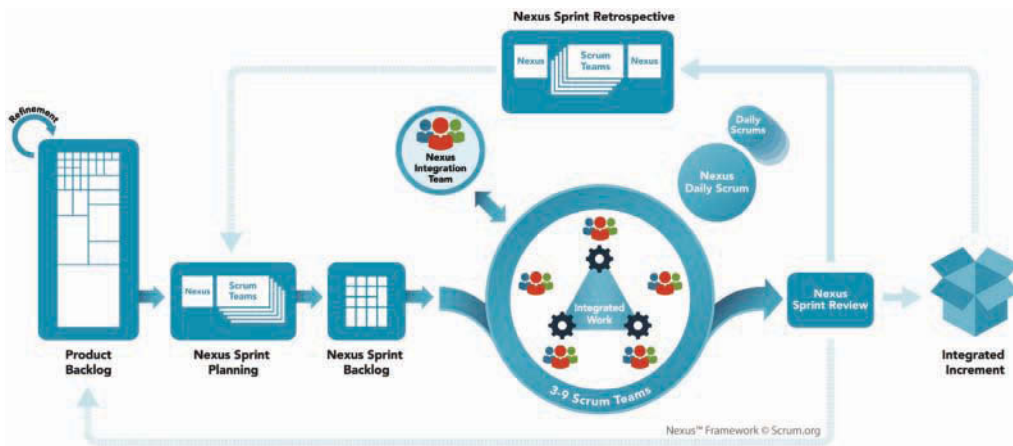 Nexus Sprint Retrospective
Nexus
Scrum
Teams
Nexus
Refinement
Nexus
Integration
Team
Daily
Scrums
Nexus
Daily Scrum
Nexus
Scrum
Teams
Integrated
Work
Nexus
Sprint Review
Product
Backlog
Nexus Sprint
Planning
Nexus Sprint
Backlog
3-9 Scrum Teams
Integrated
Increment
Nexus™ Framework © Scrum.org